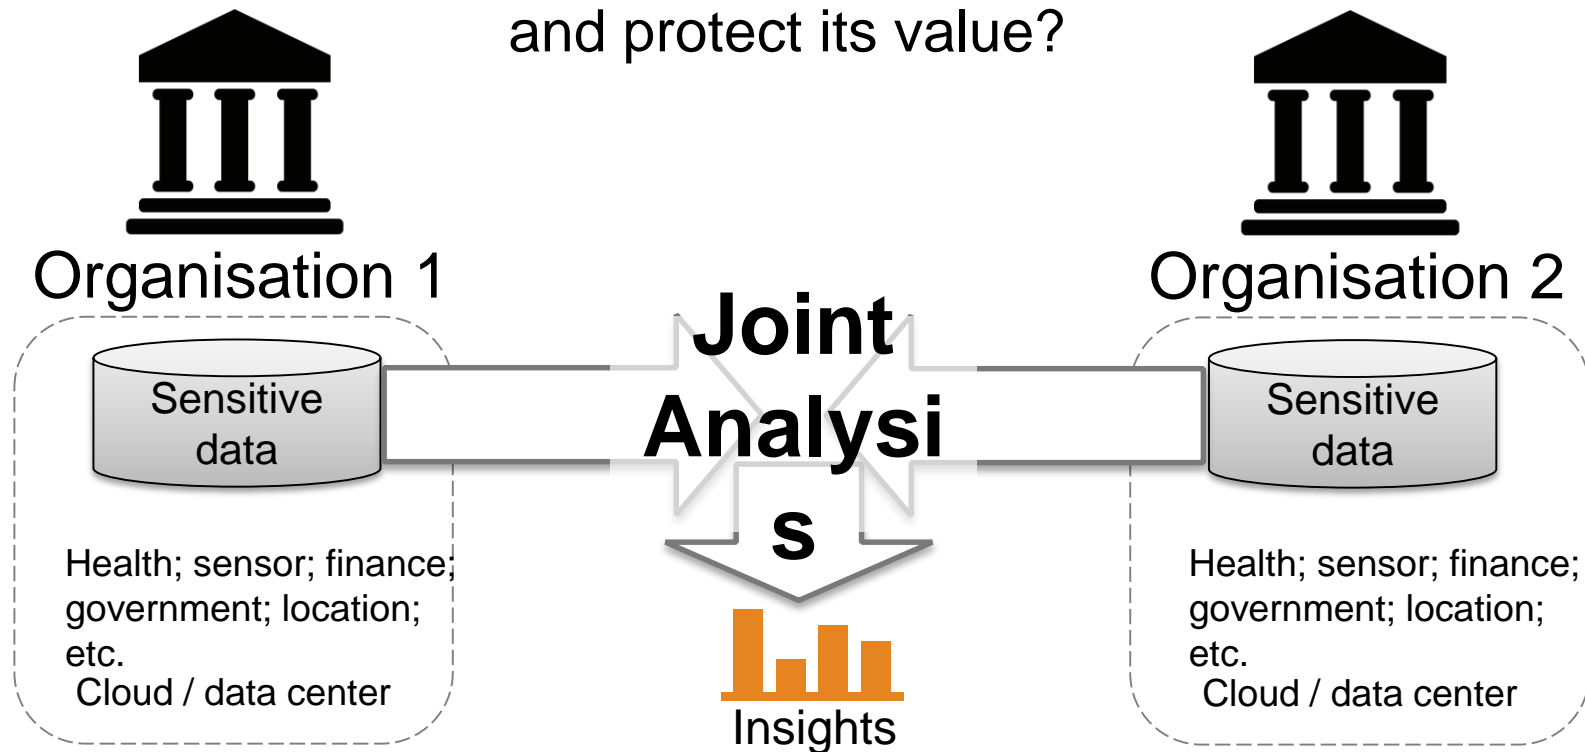 and protect its value?
Organisation 1
Organisation 2
Joint
Analysi
s
Sensitive
data
Sensitive
data
Health; sensor; finance;
government; location;
etc.
Cloud / data center
Health; sensor; finance;
government; location;
etc.
Cloud / data center
Insights